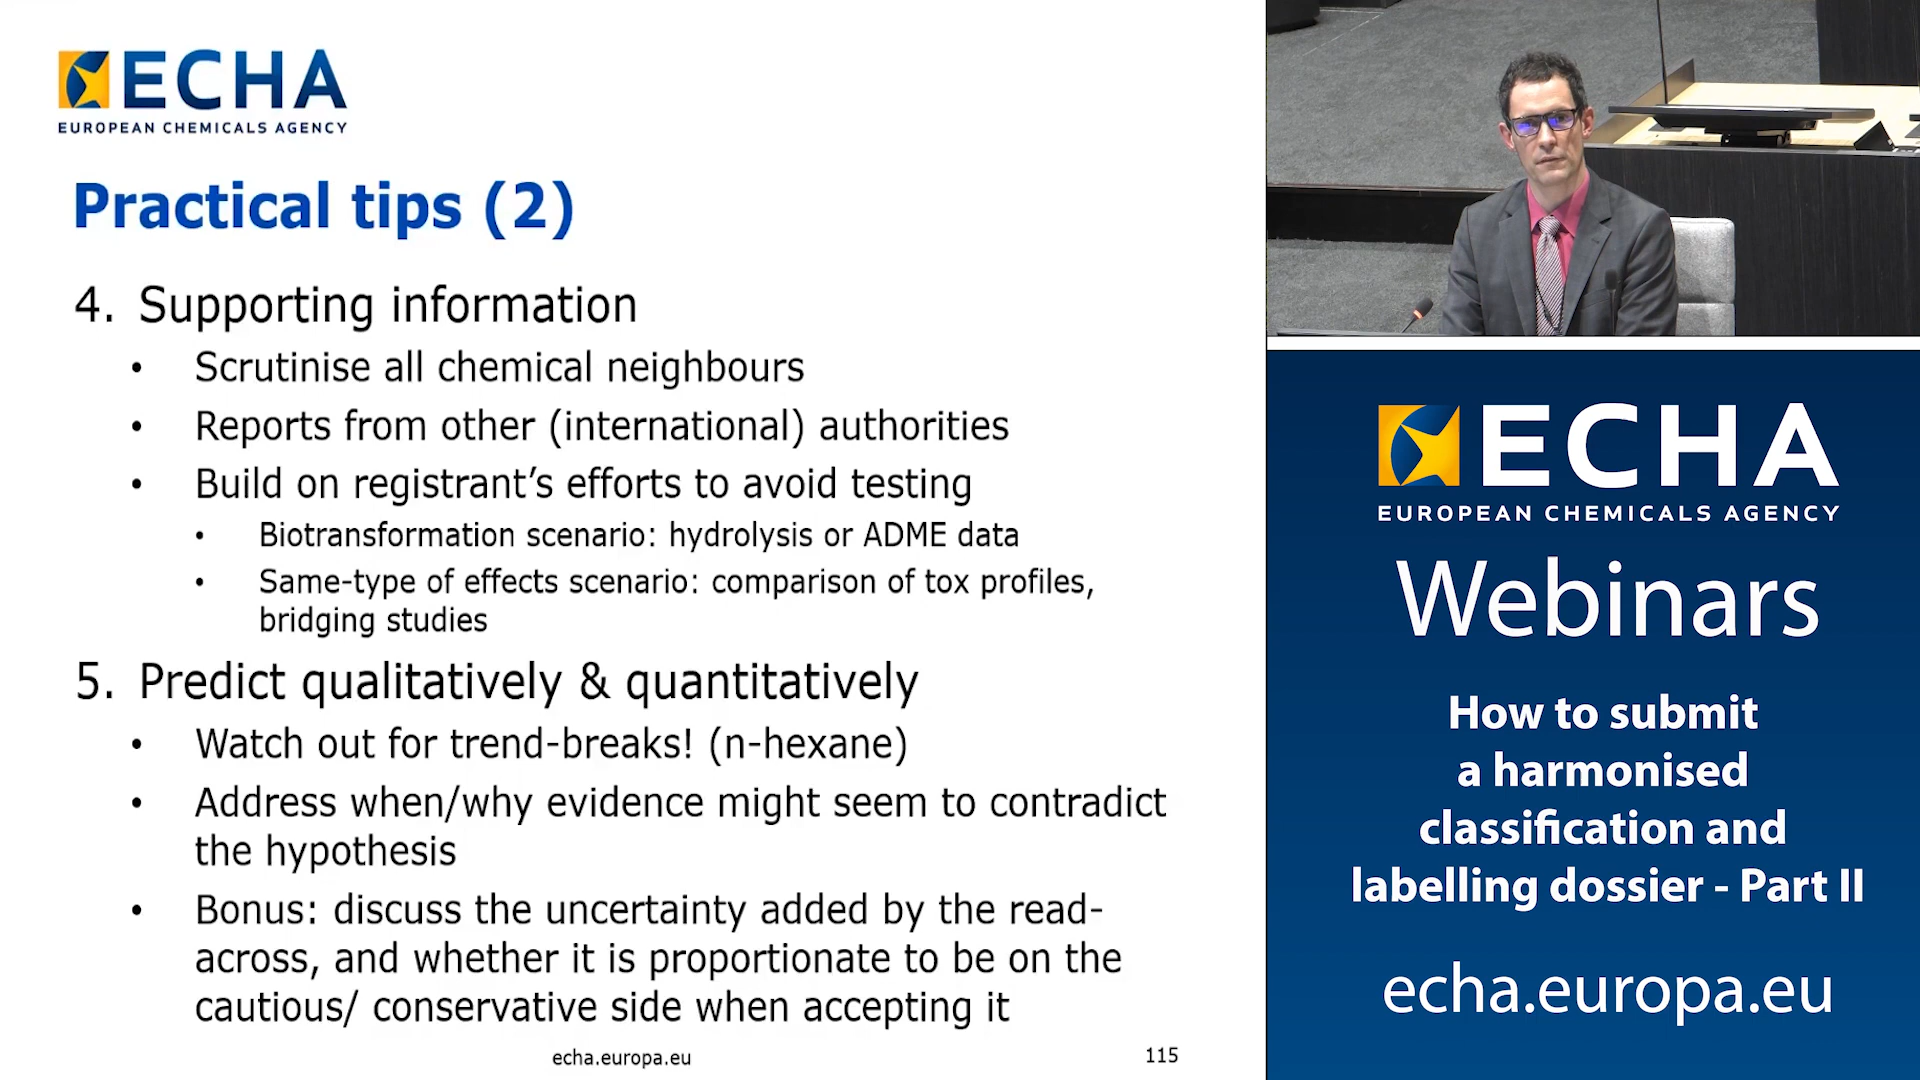 ECHA
EUROPEAN CHEMICALS AGENCY
Practical tips (2)
4. Supporting information
• Scrutinise all chemical neighbours
• Reports from other (international) authorities
• Build on registrant’s efforts to avoid testing
• Biotransformation scenario: hydrolysis or ADME data
• Same-type of effects scenario: comparison of tox profiles,
bridging studies
5. Predict qualitatively & quantitatively
• Watch out for trend-breaks! (n-hexane)
• Address when/why evidence might seem to contradict
the hypothesis
• Bonus: discuss the uncertainty added by the read-
across, and whether it is proportionate to be on the
cautious/ conservative side when accepting it
echa.europa.eu
115
ECHA
EUROPEAN CHEMICALS AGENCY
Webinars
How to submit
a harmonised
classification and
labelling dossier - Part II
echa.europa.eu